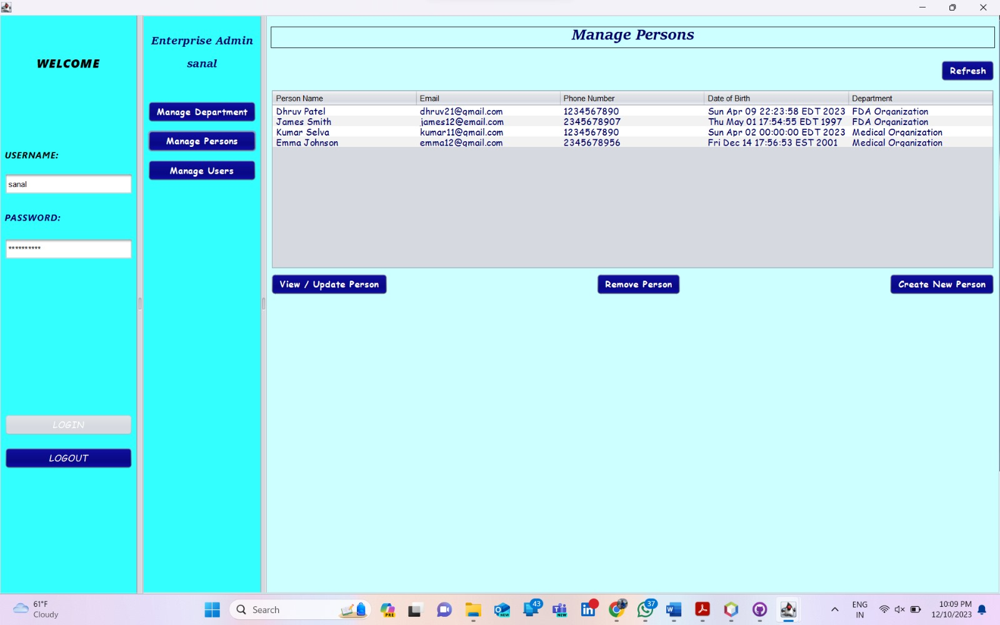 WELCOME
USERNAME:
sanal
PASSWORD:
**********
LOGIN
LOGOUT
Enterprise Admin
sanal
Manage Department
Manage Persons
Manage Users
Manage Persons
Refresh
Person Name Email Phone Number Date of Birth Department
Dhruv Patel dhruv21@gmail.com 1234567890 Sun Apr 09 22:23:58 EDT 2023 FDA Organization
James Smith james12@email.com 2345678907 Thu May 01 17:54:55 EDT 1997 FDA Organization
Kumar Selva kumar11@gmail.com 1234567890 Sun Apr 02 00:00:00 EDT 2023 Medical Organization
Emma Johnson emma12@gmail.com 2345678956 Fri Dec 14 17:56:53 EST 2001 Medical Organization
View / Update Person Remove Person Create New Person
61°F
Cloudy
Search
PRE
NEW
43
NEW
37
ENG
IN
10:09 PM
12/10/2023